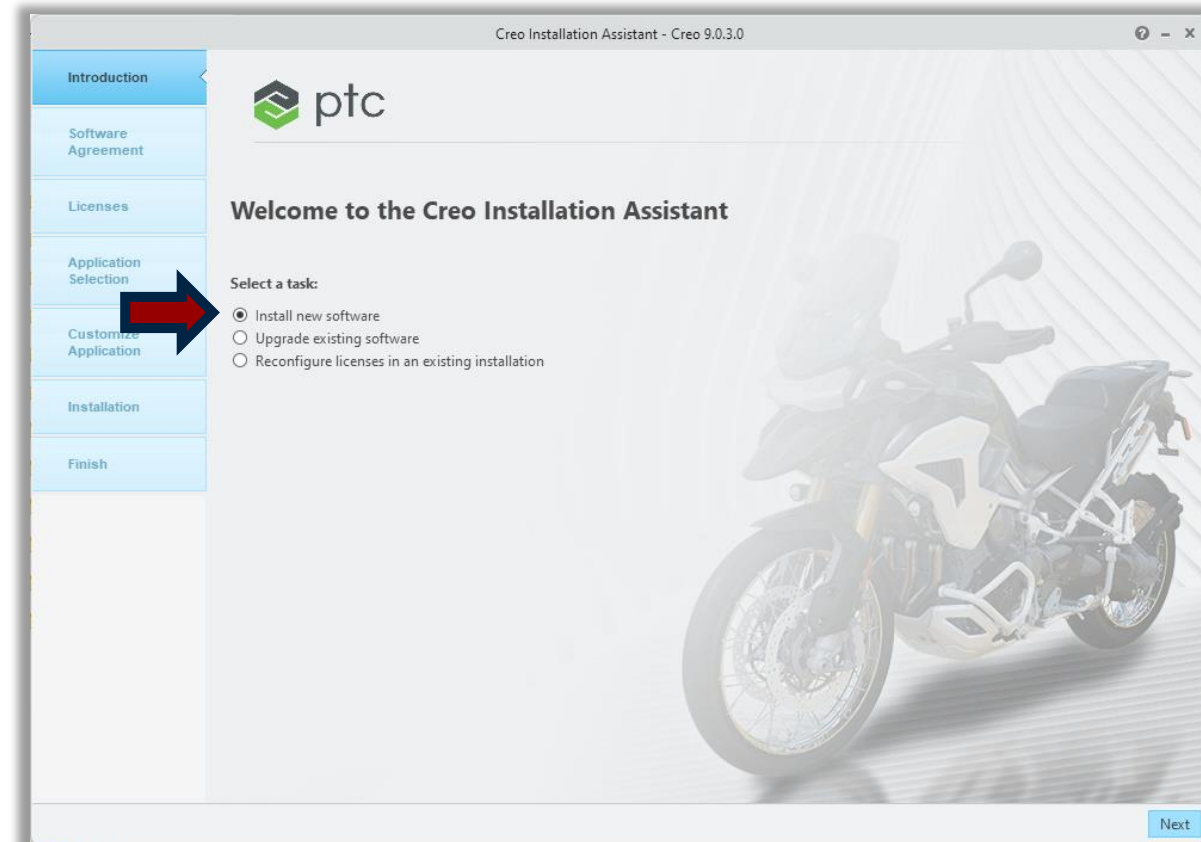 Creo Installation Assistant - Creo 9.0.3.0
Introduction
Software
Agreement
Licenses
Application
Selection
Customize
Application
Installation
Finish
ptc
Welcome to the Creo Installation Assistant
Select a task:
Install new software
Upgrade existing software
Reconfigure licenses in an existing installation
Next